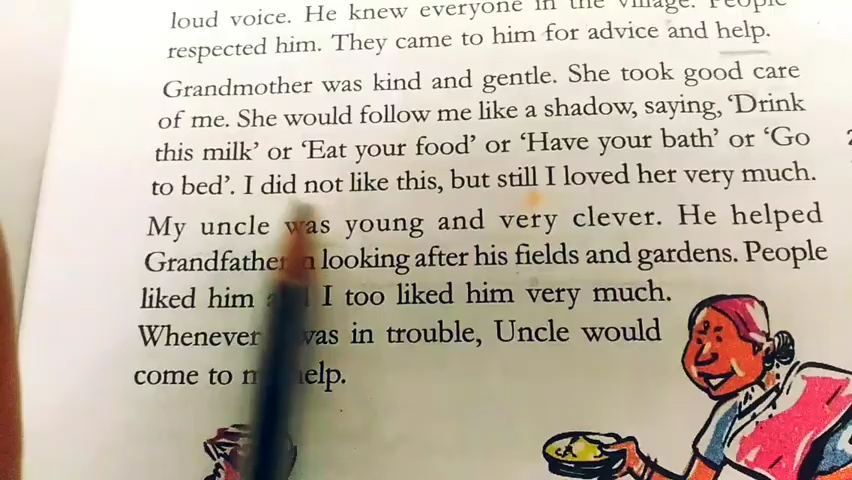 loud voice. He knew everyone in the village. People
respected him. They came to him for advice and help.
Grandmother was kind and gentle. She took good care
of me. She would follow me like a shadow, saying, ‘Drink
this milk’ or ‘Eat your food’ or ‘Have your bath’ or ‘Go
to bed’. I did not like this, but still I loved her very much.
My uncle was young and very clever. He helped
Grandfather looking after his fields and gardens. People
liked him I too liked him very much.
Whenever was in trouble, Uncle would
come to help.